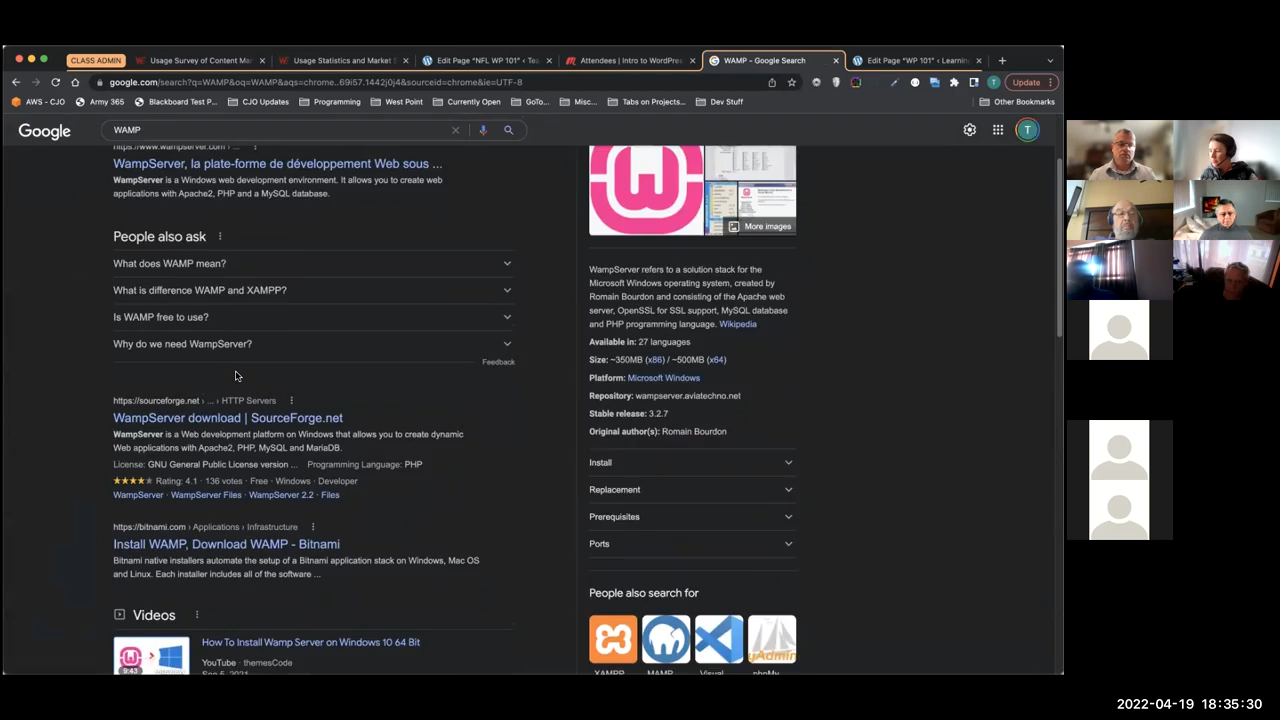 CLASS ADMIN
Usage Survey of Content Ma
Usage Statistics and Market
Edit Page "NFL WP 101" ‹ Tea
Attendees | Intro to WordPre
WAMP - Google Search
Edit Page "WP 101" ‹ Learnin
google.com/search?q=WAMP&oq=WAMP&aqs=chrome..69i57.1442j0j4&sourceid=chrome&ie=UTF-8
Update
AWS - CJO
Army 365
Blackboard Test P...
CJO Updates
Programming
West Point
Currently Open
GoTo...
Misc...
Tabs on Projects...
Dev Stuff
Other Bookmarks
Google
WAMP
T
https://www.wampserver.com › ...
WampServer, la plate-forme de développement Web sous ...
WampServer is a Windows web development environment. It allows you to create web
applications with Apache2, PHP and a MySQL database.
People also ask
What does WAMP mean?
What is difference WAMP and XAMPP?
Is WAMP free to use?
Why do we need WampServer?
Feedback
https://sourceforge.net › ... › HTTP Servers
WampServer download | SourceForge.net
WampServer is a Web development platform on Windows that allows you to create dynamic
Web applications with Apache2, PHP, MySQL and MariaDB.
License: GNU General Public License version ... Programming Language: PHP
Rating: 4.1 · 136 votes · Free · Windows · Developer
WampServer · WampServer Files · WampServer 2.2 · Files
https://bitnami.com › Applications › Infrastructure
Install WAMP, Download WAMP - Bitnami
Bitnami native installers automate the setup of a Bitnami application stack on Windows, Mac OS
and Linux. Each installer includes all of the software ...
Videos
How To Install Wamp Server on Windows 10 64 Bit
YouTube · themesCode
Sep 5, 2021
9:43
More images
WampServer refers to a solution stack for the
Microsoft Windows operating system, created by
Romain Bourdon and consisting of the Apache web
server, OpenSSL for SSL support, MySQL database
and PHP programming language. Wikipedia
Available in: 27 languages
Size: ~350MB (x86) / ~500MB (x64)
Platform: Microsoft Windows
Repository: wampserver.aviatechno.net
Stable release: 3.2.7
Original author(s): Romain Bourdon
Install
Replacement
Prerequisites
Ports
People also search for
XAMPP
MAMP
Visual
phpMy
2022-04-19 18:35:30